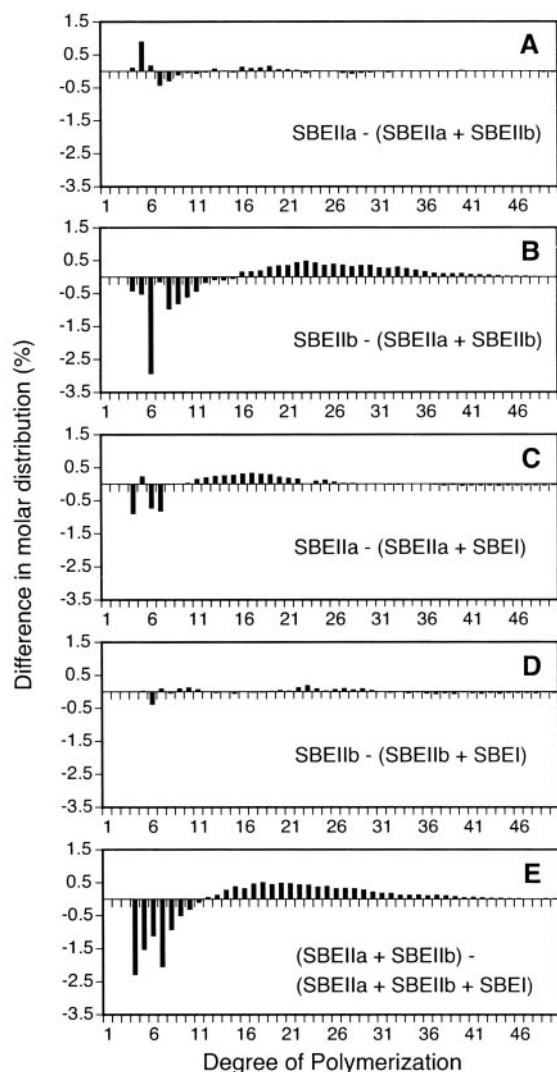 Difference in molar distribution (%)
1.5
0.5
-0.5
-1.5
-2.5
-3.5
A
SBEIIa - (SBEIIa + SBEIIb)
1 6 11 16 21 26 31 36 41 46
1.5
0.5
-0.5
-1.5
-2.5
-3.5
B
SBEIIb - (SBEIIa + SBEIIb)
1 6 11 16 21 26 31 36 41 46
1.5
0.5
-0.5
-1.5
-2.5
-3.5
C
SBEIIa - (SBEIIa + SBEI)
1 6 11 16 21 26 31 36 41 46
1.5
0.5
-0.5
-1.5
-2.5
-3.5
D
SBEIIb - (SBEIIb + SBEI)
1 6 11 16 21 26 31 36 41 46
1.5
0.5
-0.5
-1.5
-2.5
-3.5
E
(SBEIIa + SBEIIb) -
(SBEIIa + SBEIIb + SBEI)
1 6 11 16 21 26 31 36 41 46
Degree of Polymerization